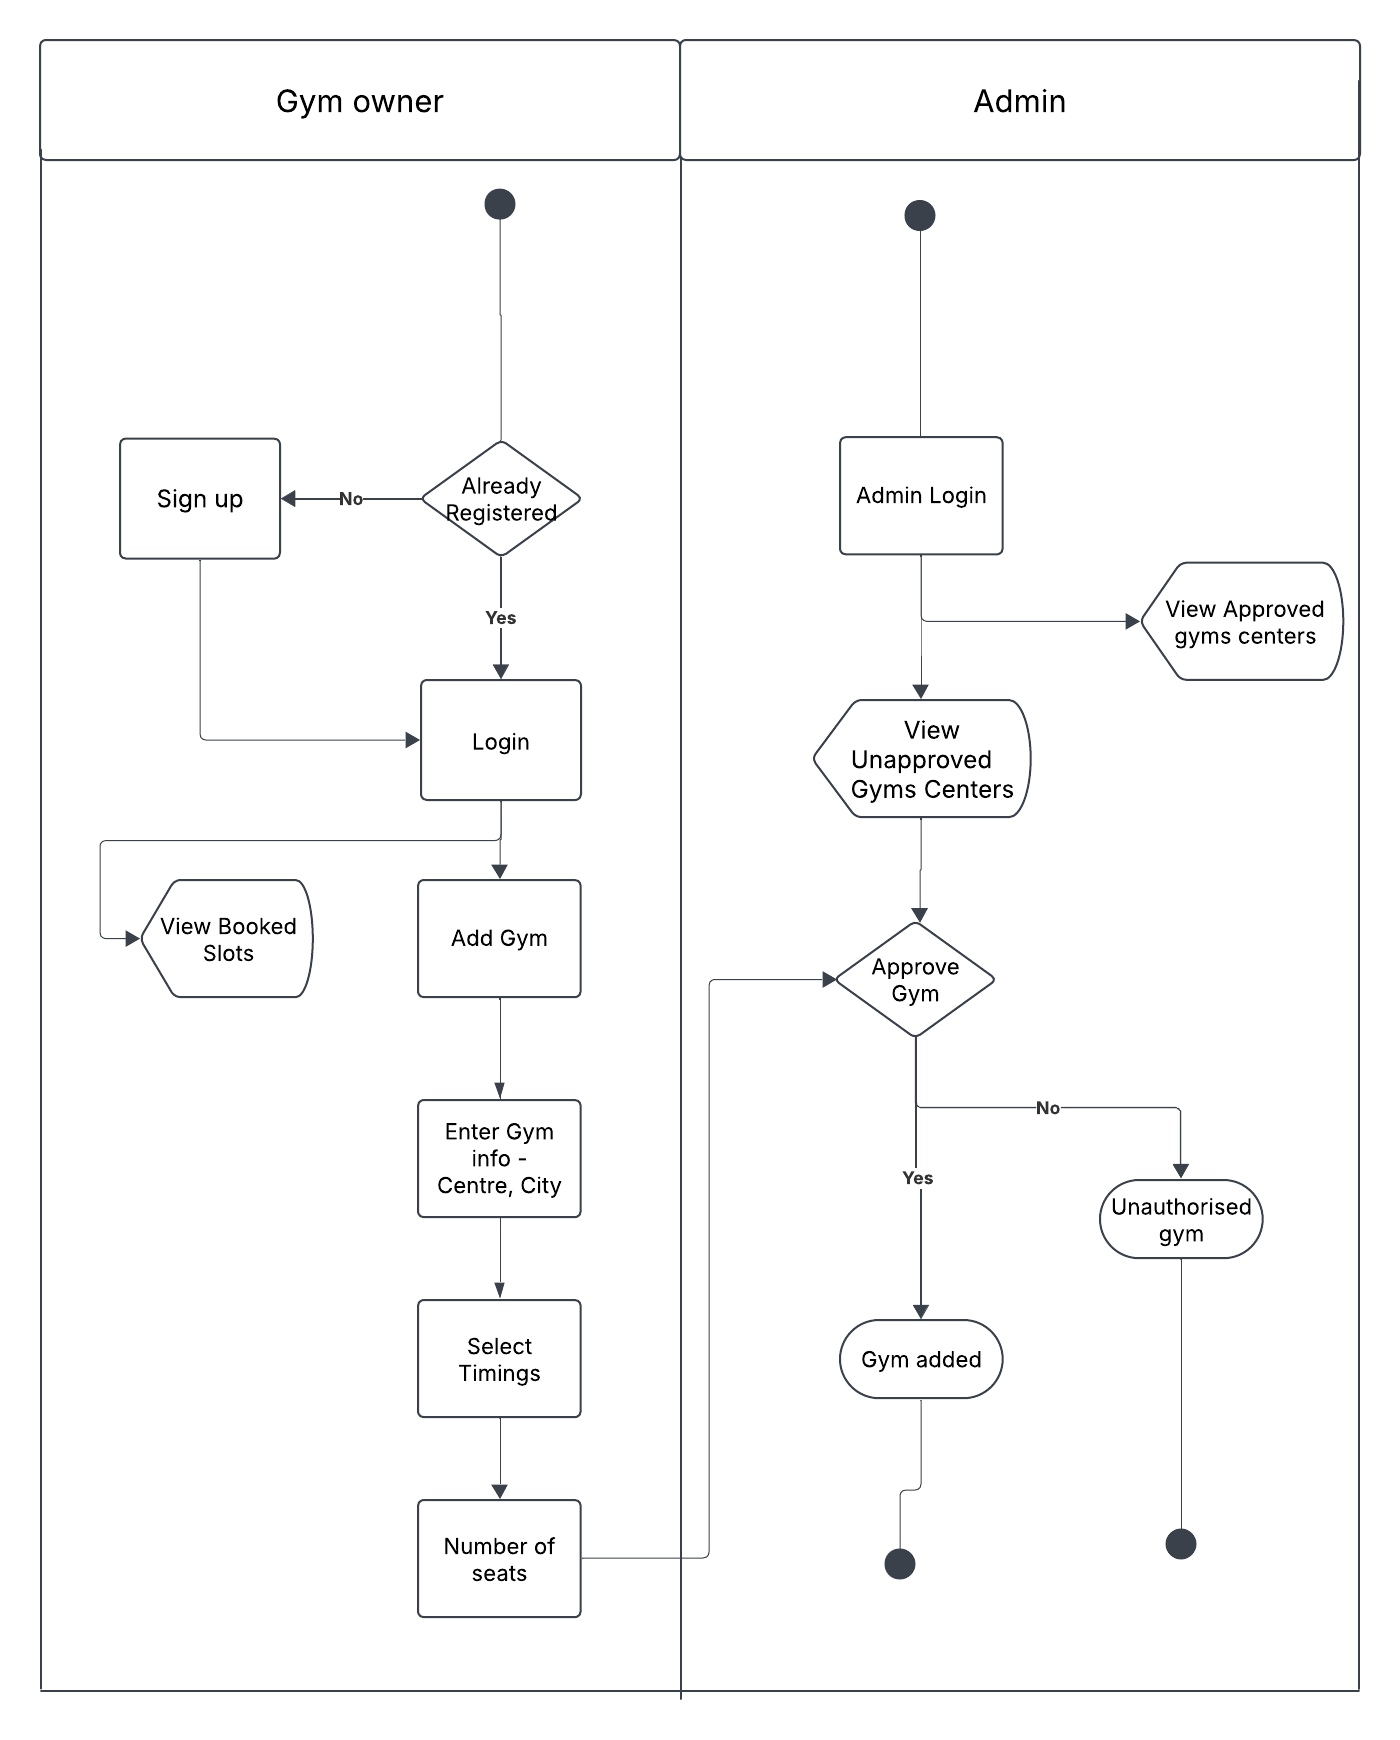 Gym owner
Admin
Already
Registered
No
Sign up
Yes
Login
View Booked
Slots
Add Gym
Enter Gym
info -
Centre, City
Select
Timings
Number of
seats
Admin Login
View Approved
gyms centers
View
Unapproved
Gyms Centers
Approve
Gym
No
Yes
Unauthorised
gym
Gym added